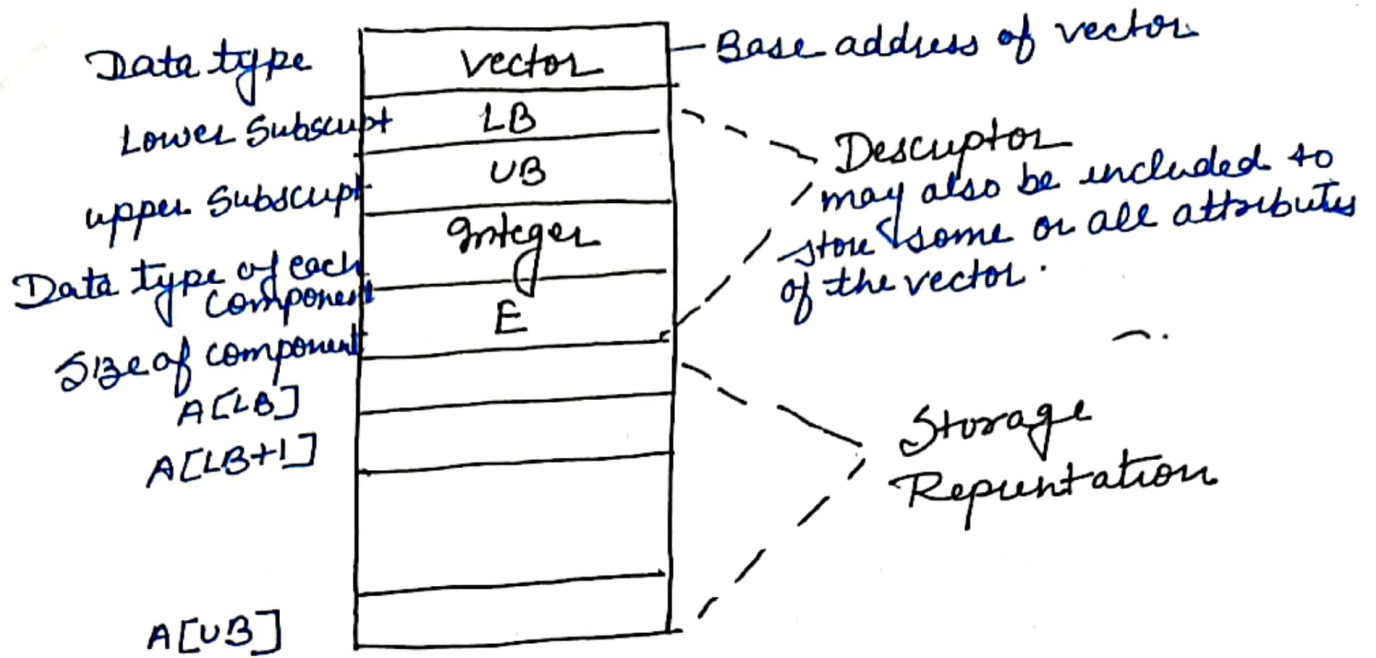 Data type
vector
Base address of vector
Lower Subscript
LB
upper Subscript
UB
Descriptor
may also be included to
store some or all attributes
of the vector.
Data type of each
component
Integer
Size of component
E
A[LB]
A[LB+1]
Storage
Representation
A[UB]